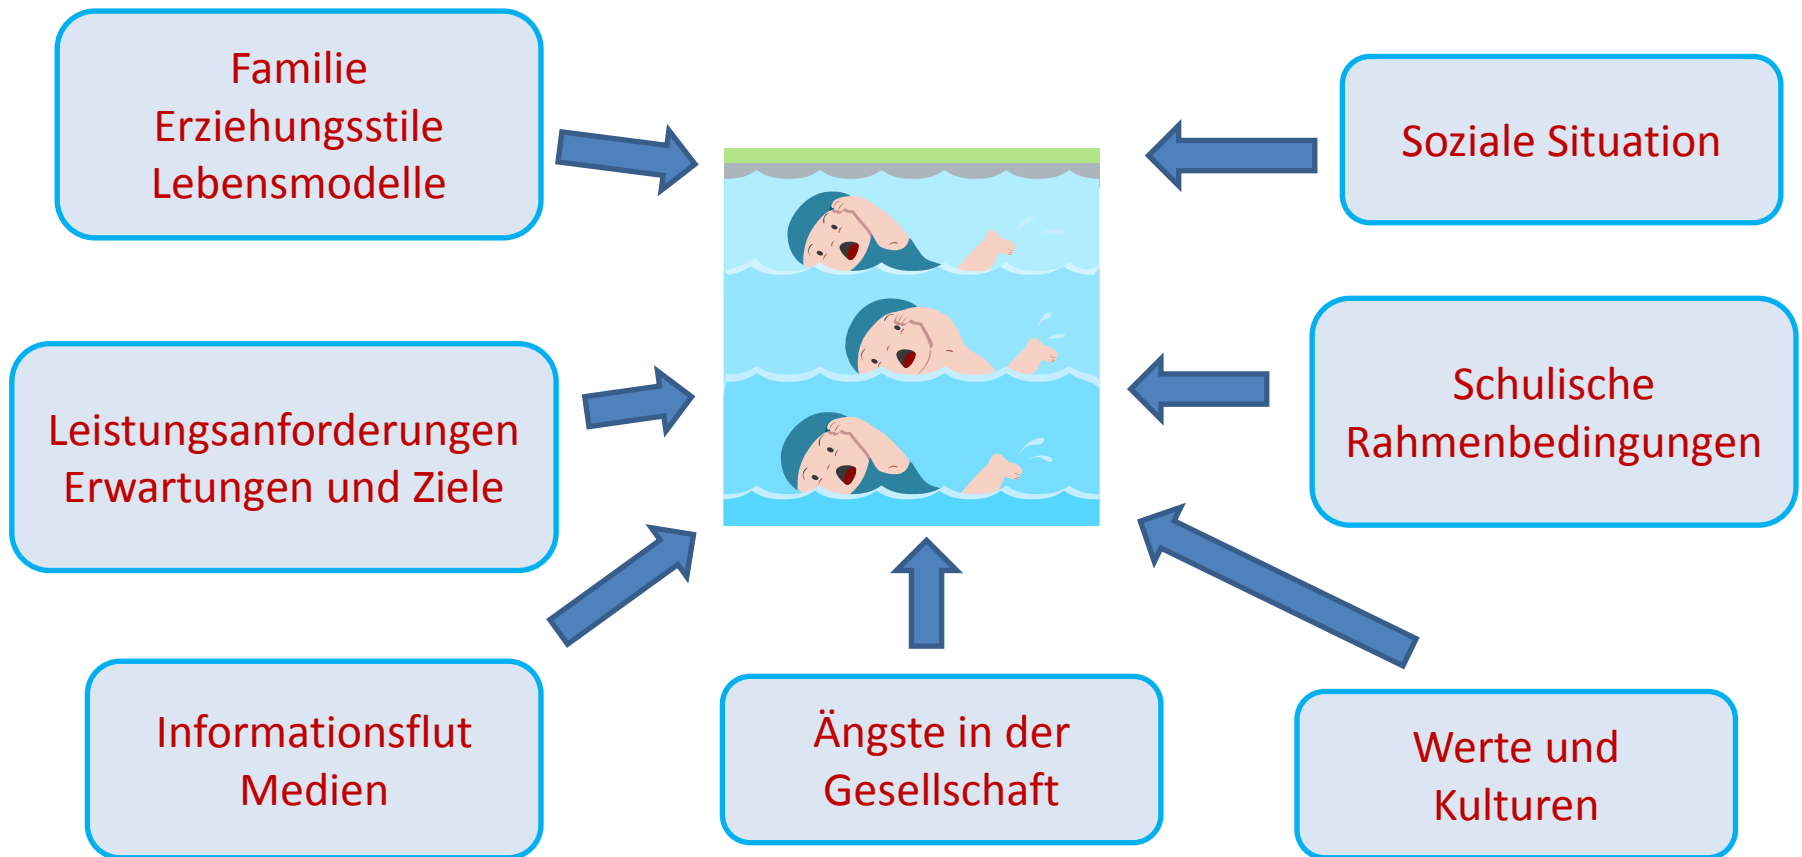 Familie
Erziehungsstile
Lebensmodelle
Soziale Situation
Leistungsanforderungen
Erwartungen und Ziele
Schulische
Rahmenbedingungen
Informationsflut
Medien
Ängste in der
Gesellschaft
Werte und
Kulturen